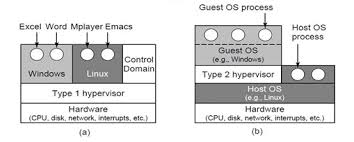 Excel Word Mplayer Emacs
Windows
Linux
Control
Domain
Type 1 hypervisor
Hardware
(CPU, disk, network, interrupts, etc.)
(a)
Guest OS process
Guest OS
(e.g., Windows)
Host OS
process
Type 2 hypervisor
Host OS
(e.g., Linux)
Hardware
(CPU, disk, network, interrupts, etc.)
(b)